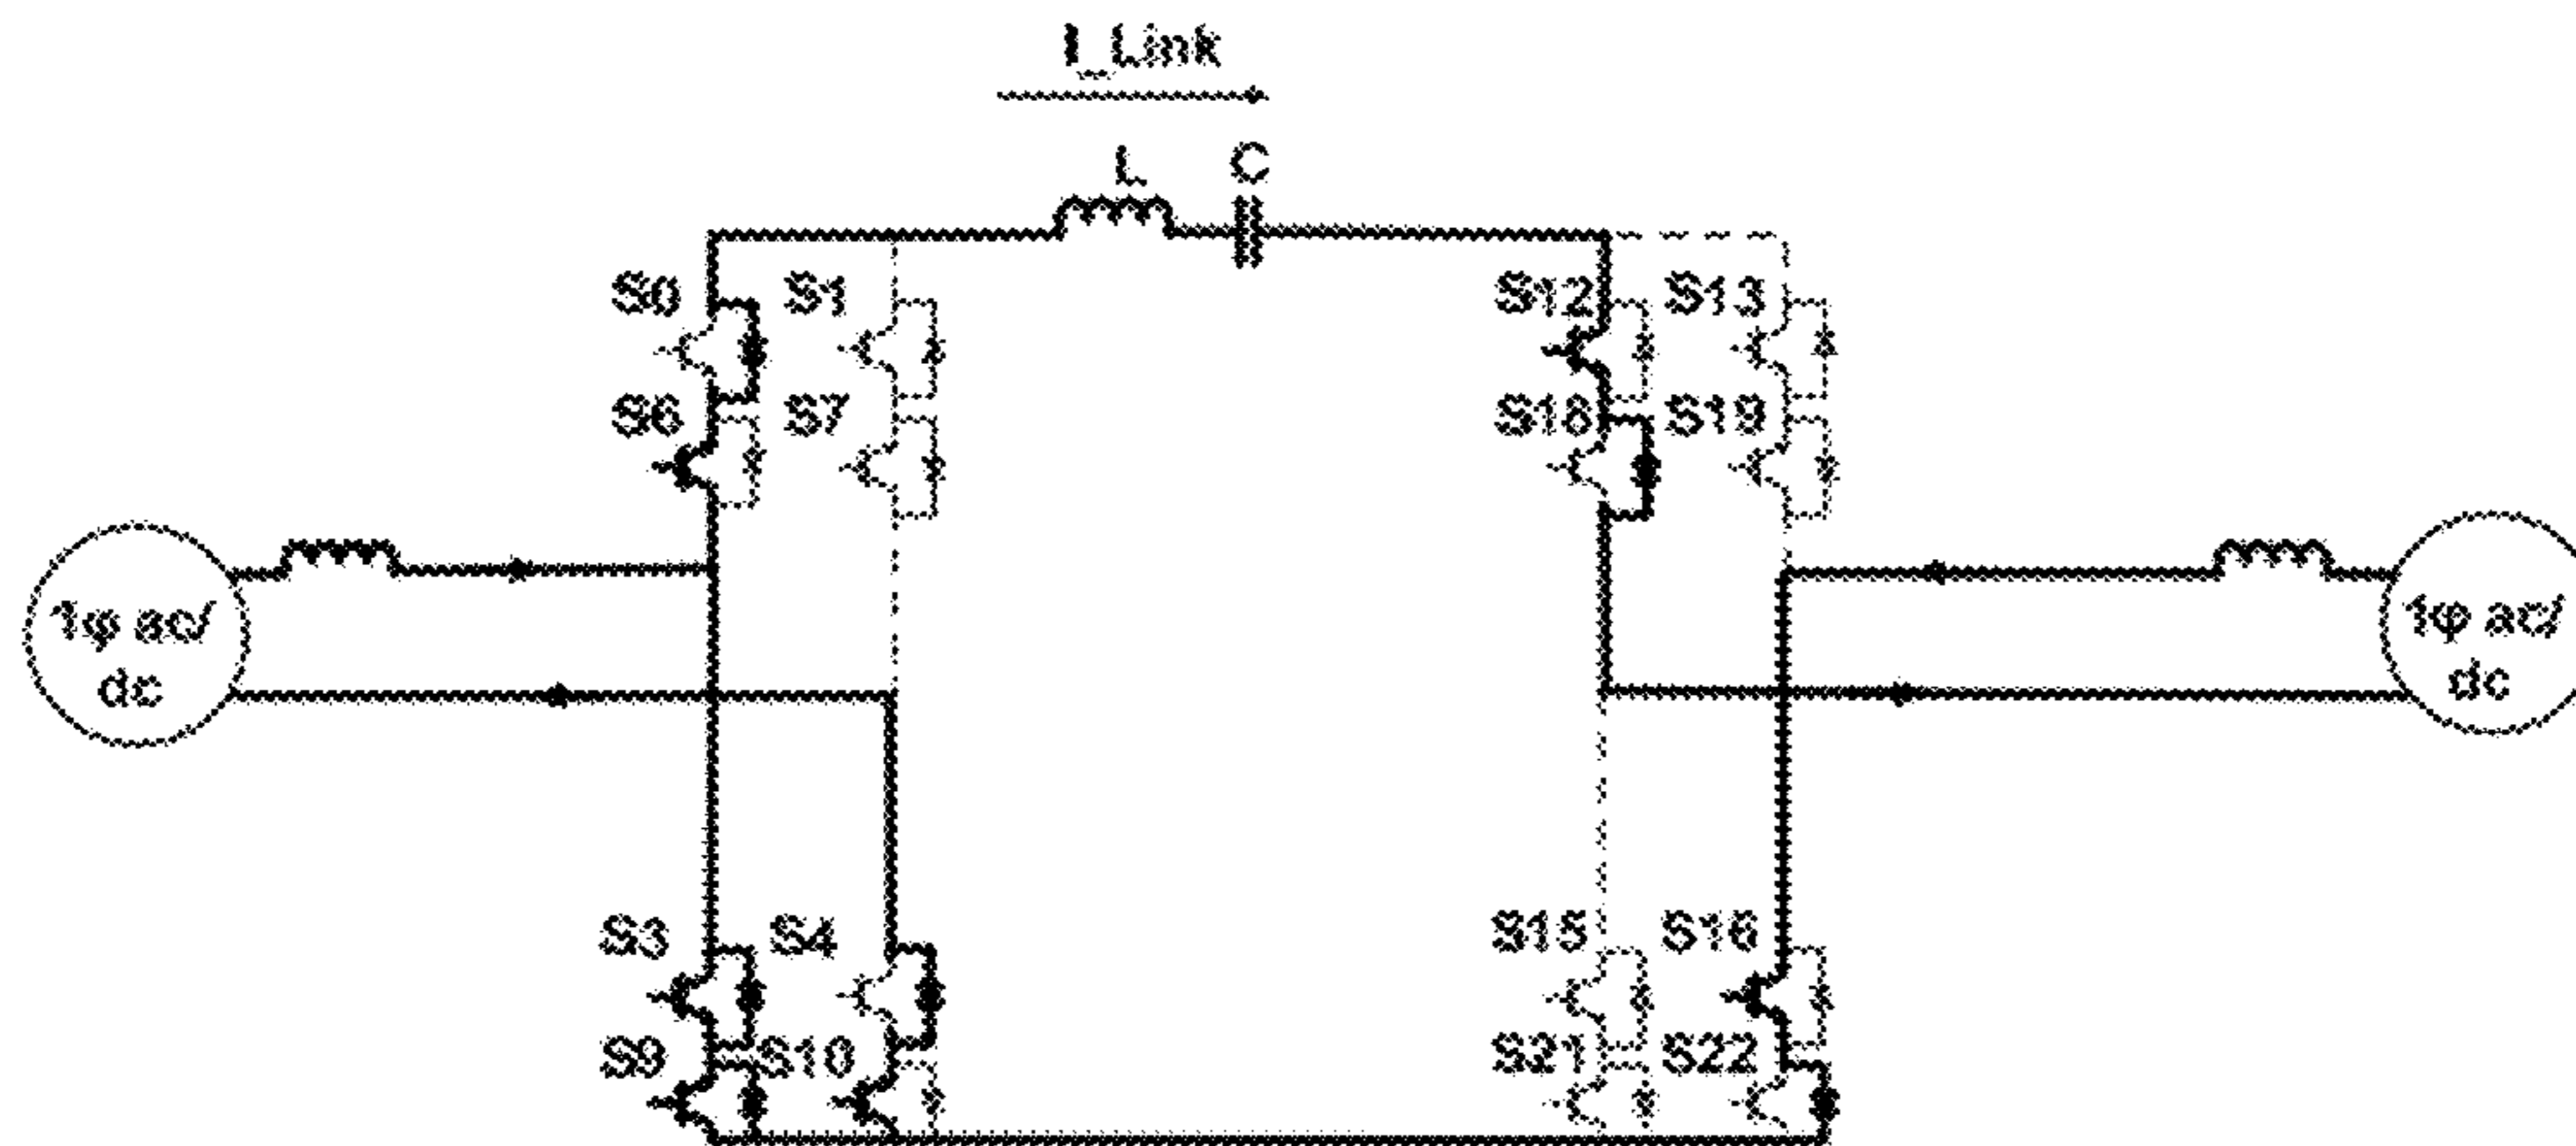 I_Link
L C
S0 S1 S12 S13
S6 S7 S18 S19
1φ ac/
dc
1φ ac/
dc
S3 S4 S15 S16
S9 S10 S21 S22